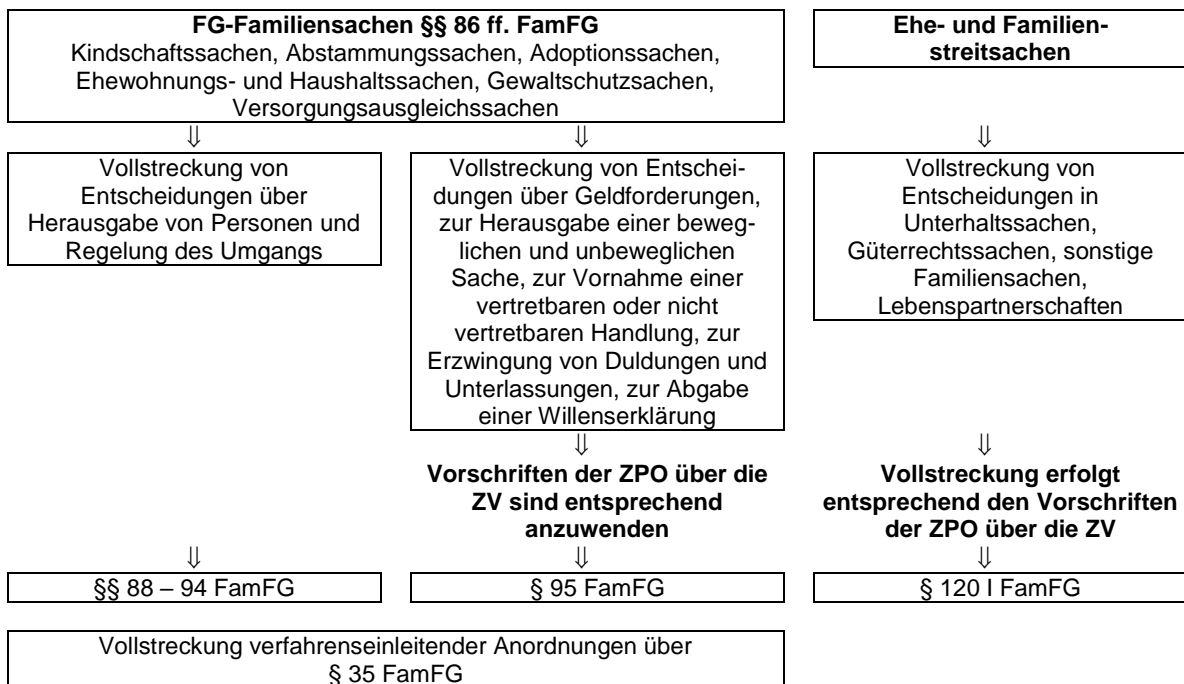 FG-Familiensachen §§ 86 ff. FamFG
Kindschaftssachen, Abstammungssachen, Adoptionssachen,
Ehewohnungs- und Haushaltssachen, Gewaltschutzsachen,
Versorgungsausgleichssachen
Ehe- und Familien-
streitsachen
⇓
⇓
⇓
Vollstreckung von
Entscheidungen über
Herausgabe von Personen und
Regelung des Umgangs
Vollstreckung von Entschei-
dungen über Geldforderungen,
zur Herausgabe einer beweg-
lichen und unbeweglichen
Sache, zur Vornahme einer
vertretbaren oder nicht
vertretbaren Handlung, zur
Erzwingung von Duldungen und
Unterlassungen, zur Abgabe
einer Willenserklärung
Vollstreckung von
Entscheidungen in
Unterhaltssachen,
Güterrechtssachen, sonstige
Familiensachen,
Lebenspartnerschaften
⇓
⇓
Vorschriften der ZPO über die
ZV sind entsprechend
anzuwenden
Vollstreckung erfolgt
entsprechend den Vorschriften
der ZPO über die ZV
⇓
⇓
⇓
§§ 88 – 94 FamFG
§ 95 FamFG
§ 120 I FamFG
Vollstreckung verfahrenseinleitender Anordnungen über
§ 35 FamFG